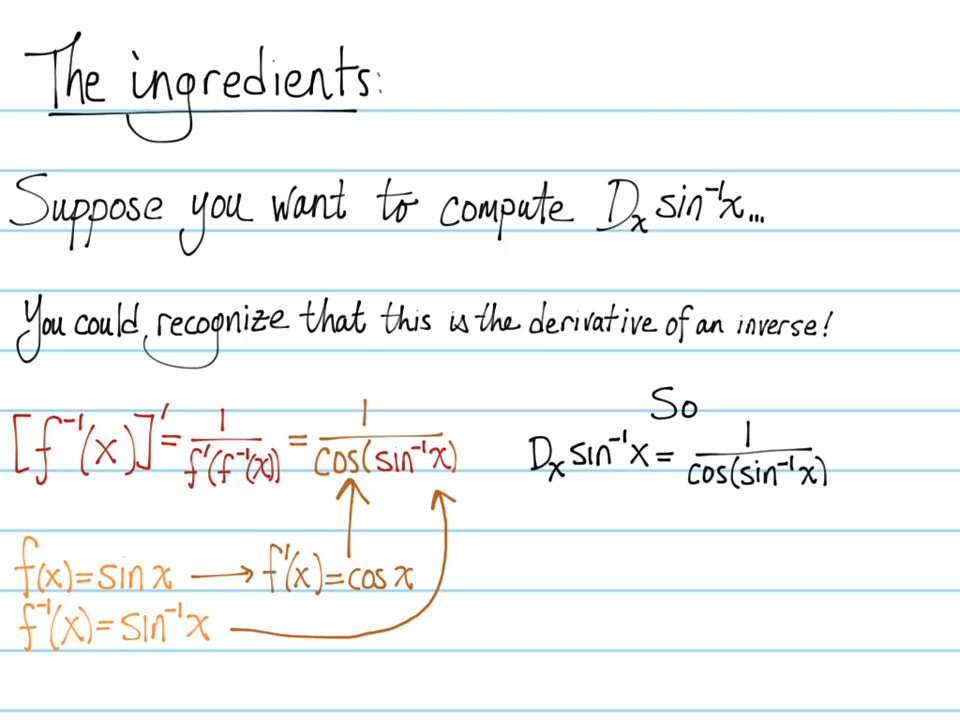 The ingredients:
Suppose you want to compute Dₓ sin⁻¹x...
You could recognize that this is the derivative of an inverse!
[f⁻¹(x)]' = 1/f'(f⁻¹(x)) = 1/cos(sin⁻¹x)
So
Dₓ sin⁻¹x = 1/cos(sin⁻¹x)
f(x)=sin x → f'(x)=cos x
f⁻¹(x)=sin⁻¹x